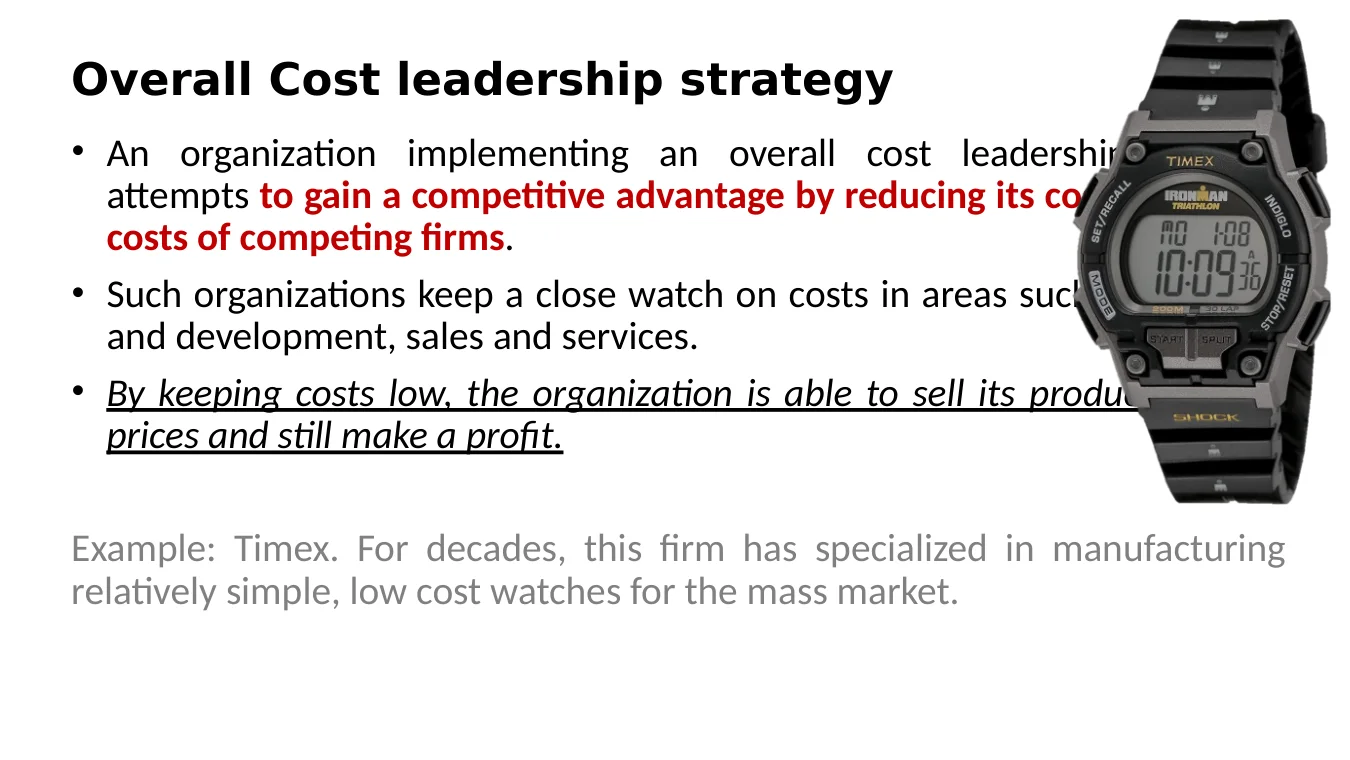 Overall Cost leadership strategy
• An organization implementing an overall cost leadership
attempts to gain a competitive advantage by reducing its
costs of competing firms.
• Such organizations keep a close watch on costs in areas such
and development, sales and services.
• By keeping costs low, the organization is able to sell its
prices and still make a profit.
Example: Timex. For decades, this firm has specialized in manufacturing
relatively simple, low cost watches for the mass market.
TIMEX
IRONMAN
TRIATHLON
SET/RECALL
INDIGLO
MO 1-08
10:09 36
A
MODE
STOP/RESET
200M
30 LAP
START
SPLIT
SHOCK